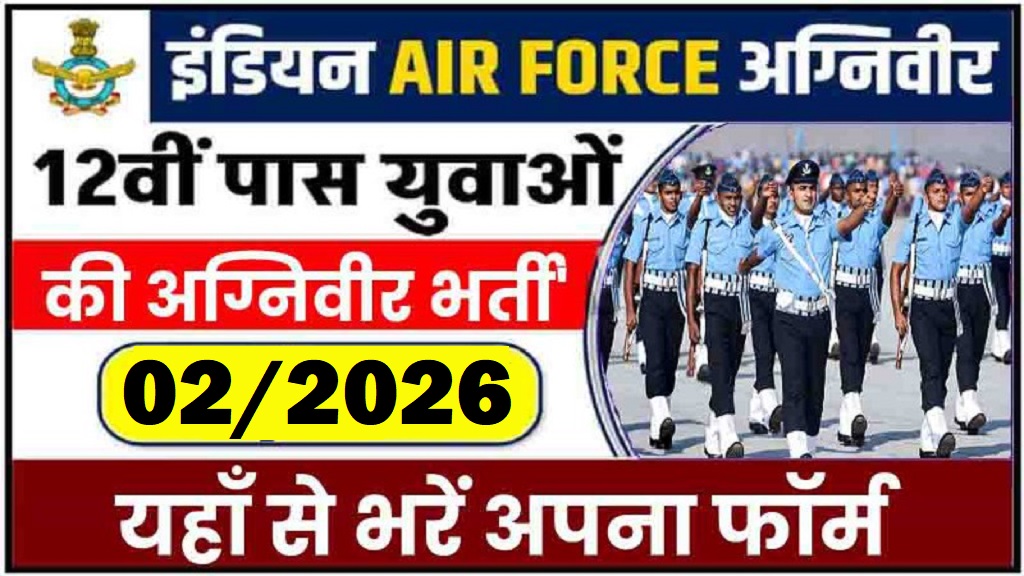 इंडियन AIR FORCE अग्निवीर
12वीं पास युवाओं
की अग्निवीर भर्ती'
02/2026
यहाँ से भरें अपना फॉर्म